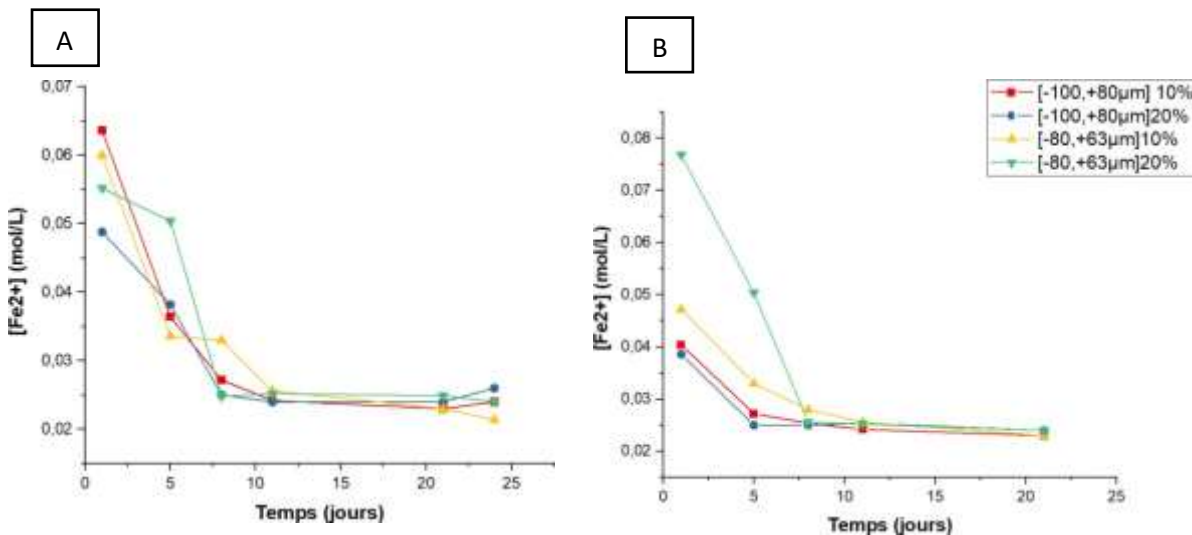 A
0,07
0,06
0,05
0,04
0,03
0,02
[Fe2+] (mol/L)
0 5 10 15 20 25
Temps (jours)
B
[-100,+80µm] 10%
[-100,+80µm]20%
[-80,+63µm]10%
[-80,+63µm]20%
0,08
0,07
0,06
0,05
0,04
0,03
0,02
[Fe2+] (mol/L)
0 5 10 15 20 25
Temps (jours)